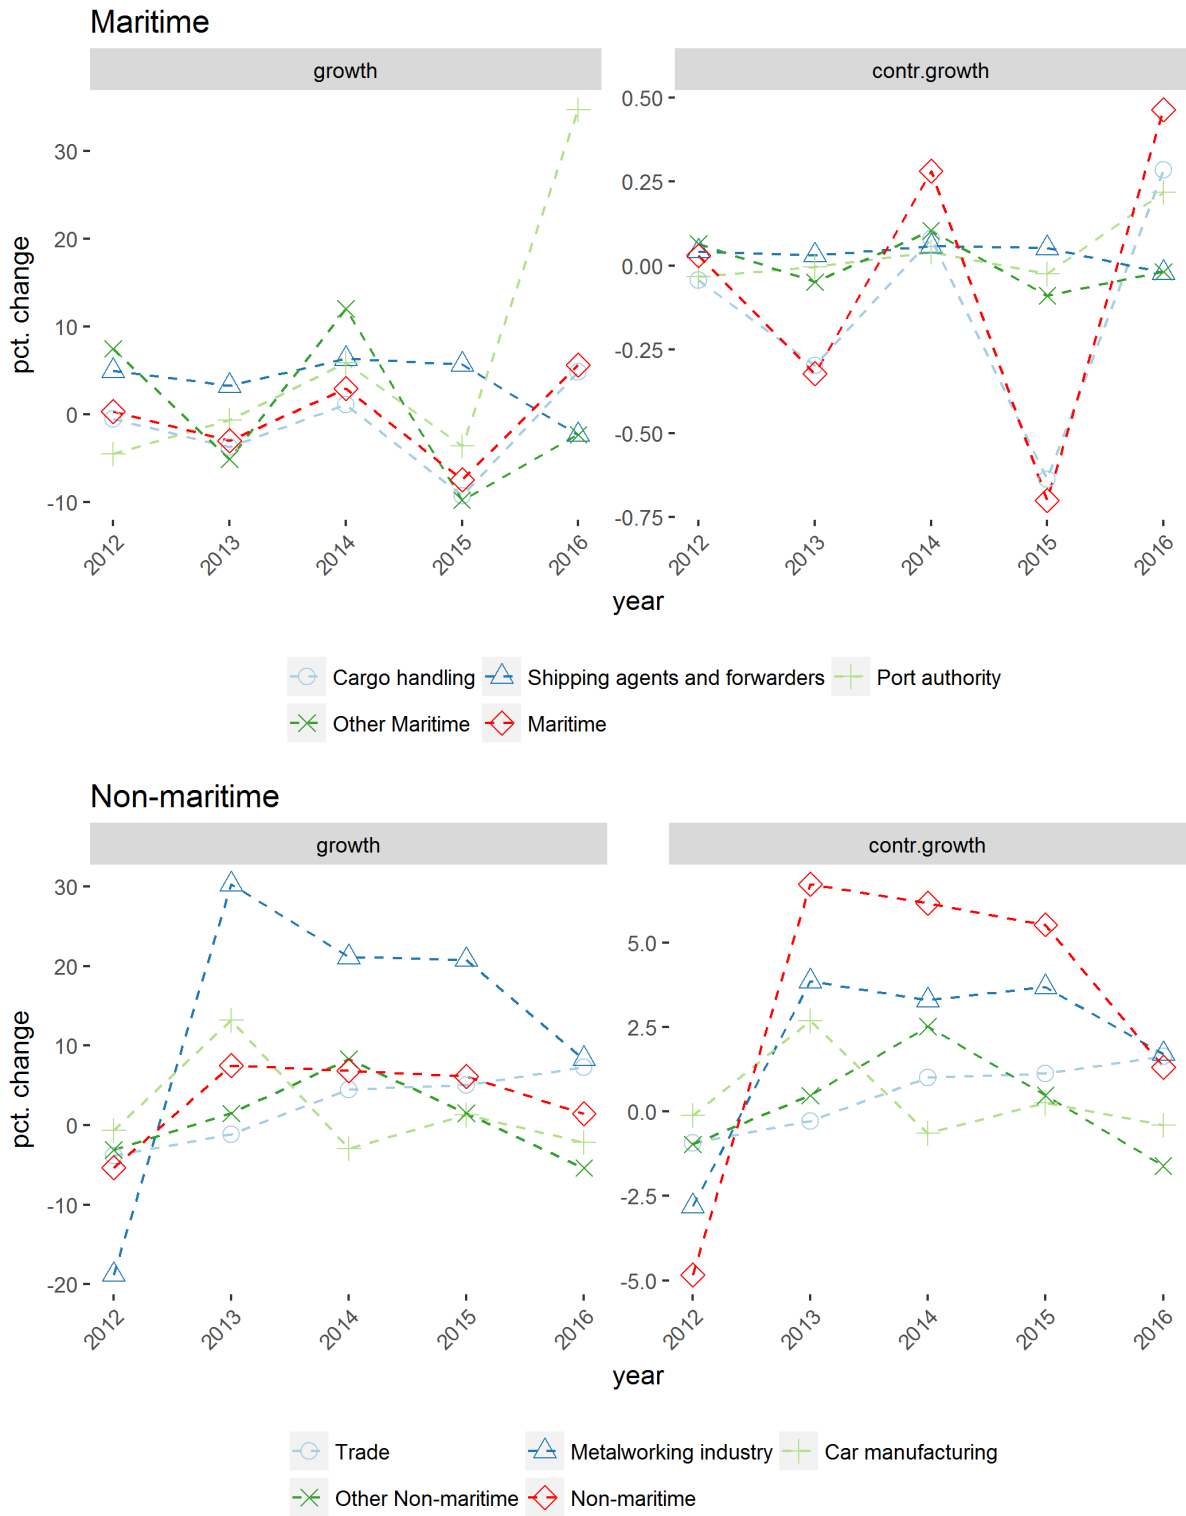 Maritime
growth
contr.growth
pct. change
30
20
10
0
-10
0.50
0.25
0.00
-0.25
-0.50
-0.75
2012
2013
2014
2015
2016
2012
2013
2014
2015
2016
year
Cargo handling
Shipping agents and forwarders
Port authority
Other Maritime
Maritime
Non-maritime
growth
contr.growth
pct. change
30
20
10
0
-10
-20
5.0
2.5
0.0
-2.5
-5.0
2012
2013
2014
2015
2016
2012
2013
2014
2015
2016
year
Trade
Metalworking industry
Car manufacturing
Other Non-maritime
Non-maritime